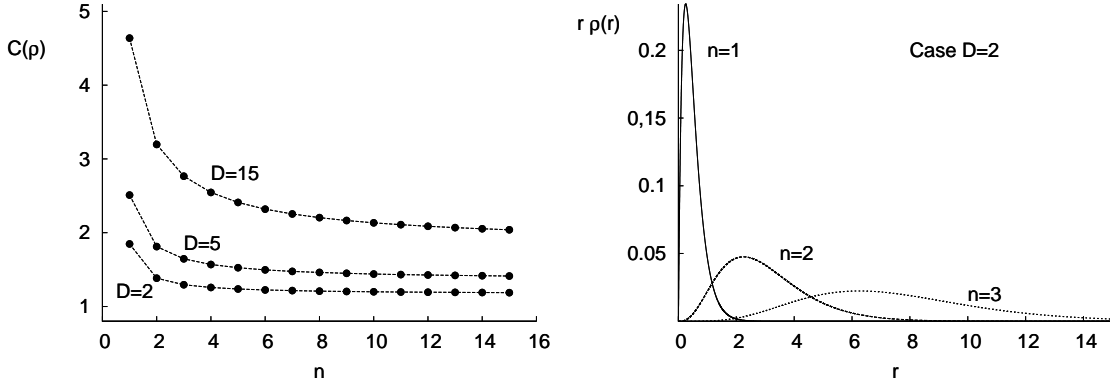 C(ρ)
5
4
3
2
1
D=15
D=5
D=2
0 2 4 6 8 10 12 14 16
n
r ρ(r)
0.2
0,15
0.1
0.05
n=1
Case D=2
n=2
n=3
0 2 4 6 8 10 12 14
r